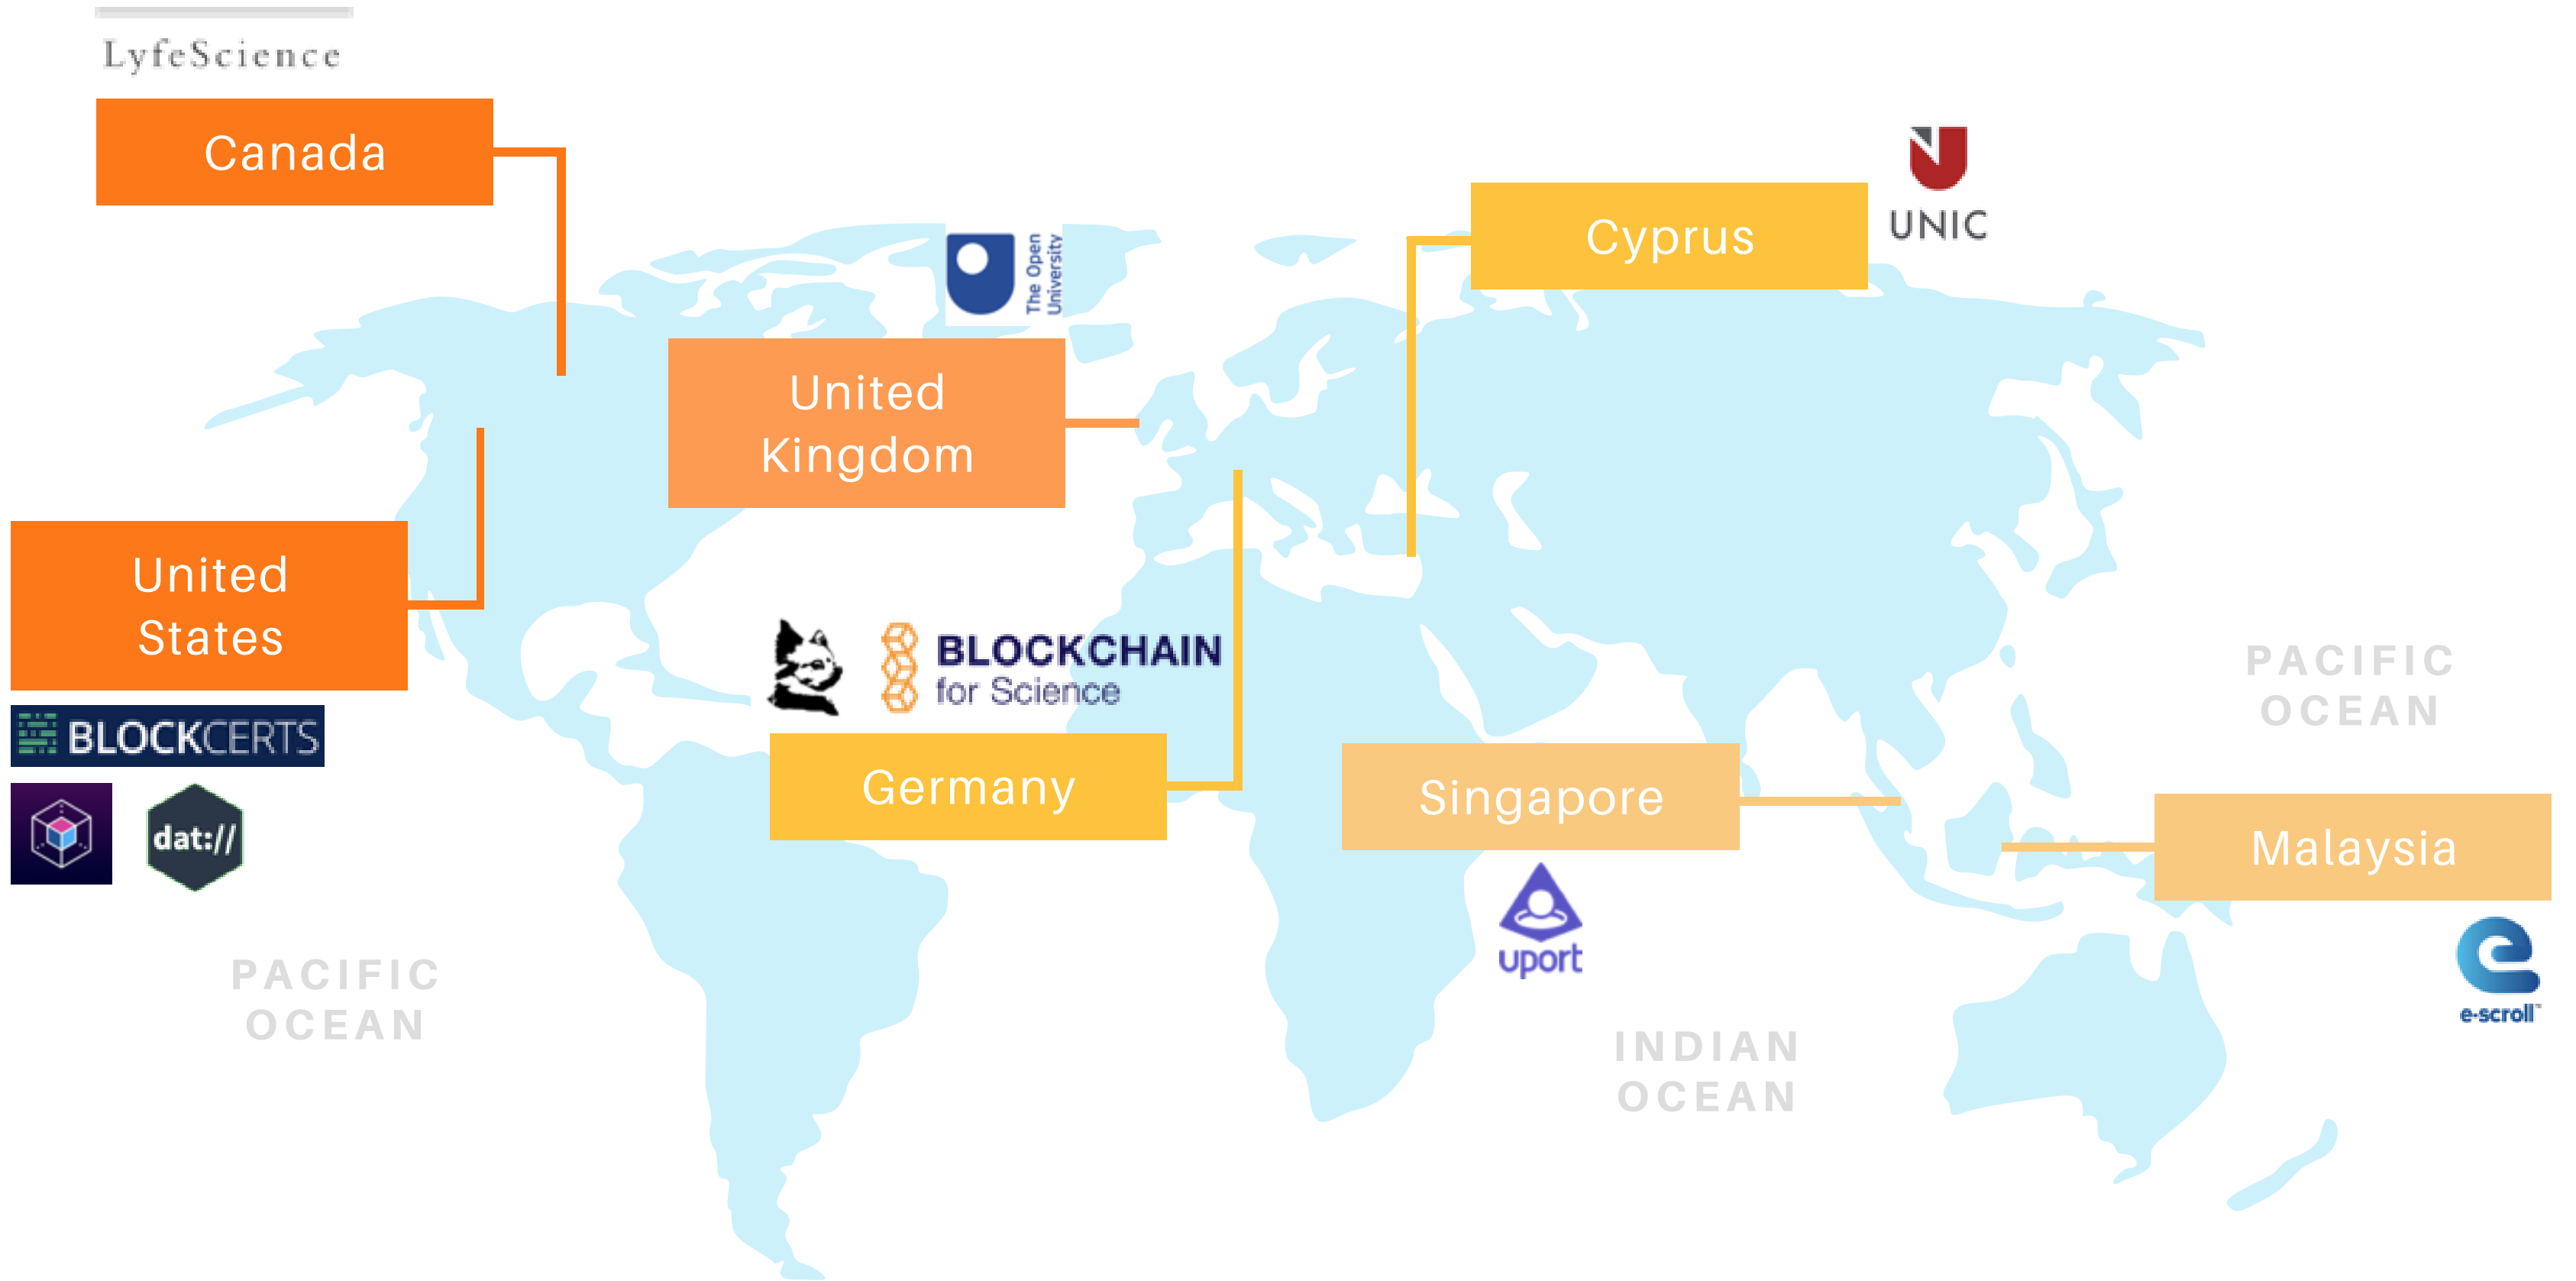 LyfeScience
Canada
UNIC
Cyprus
The Open
University
United
Kingdom
United
States
BLOCKCHAIN
for Science
BLOCKCERTS
dat://
Germany
Singapore
uport
Malaysia
e-scroll™
PACIFIC
OCEAN
PACIFIC
OCEAN
INDIAN
OCEAN